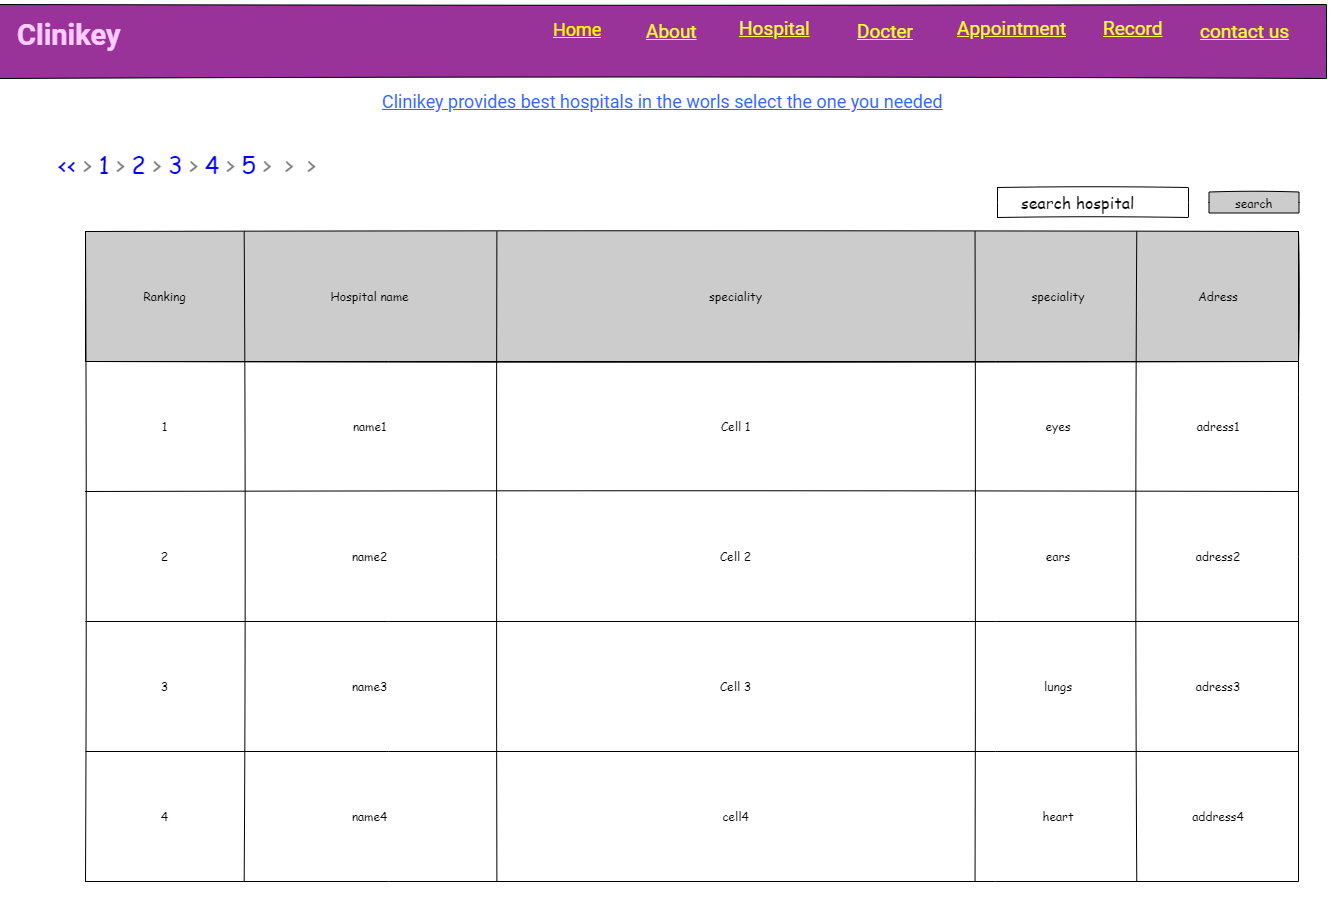 Clinikey Home About Hospital Docter Appointment Record contact us
Clinikey provides best hospitals in the worls select the one you needed
<< > 1 > 2 > 3 > 4 > 5 > > >
search hospital search
Ranking Hospital name speciality speciality Adress
1 name1 Cell 1 eyes adress1
2 name2 Cell 2 ears adress2
3 name3 Cell 3 lungs adress3
4 name4 cell4 heart address4